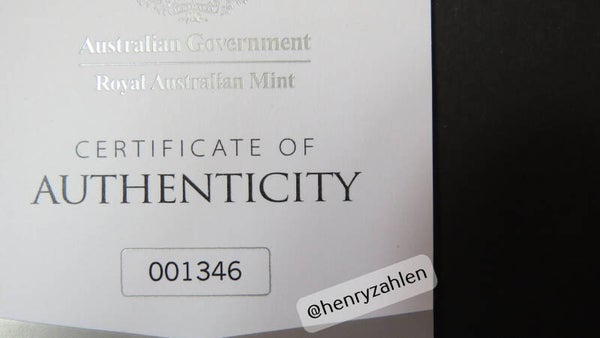 Australian Government
Royal Australian Mint
CERTIFICATE OF
AUTHENTICITY
001346
@henryzahlen